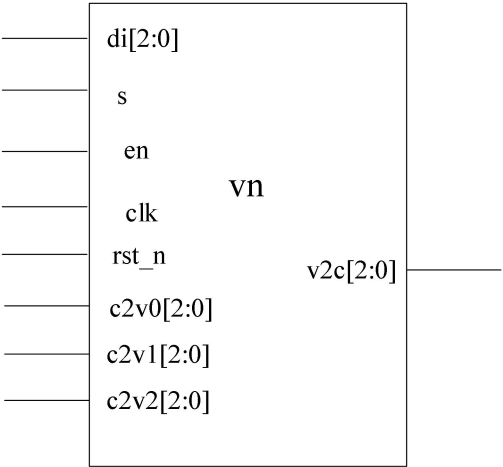 di[2:0]
s
en
vn
clk
rst_n
v2c[2:0]
c2v0[2:0]
c2v1[2:0]
c2v2[2:0]